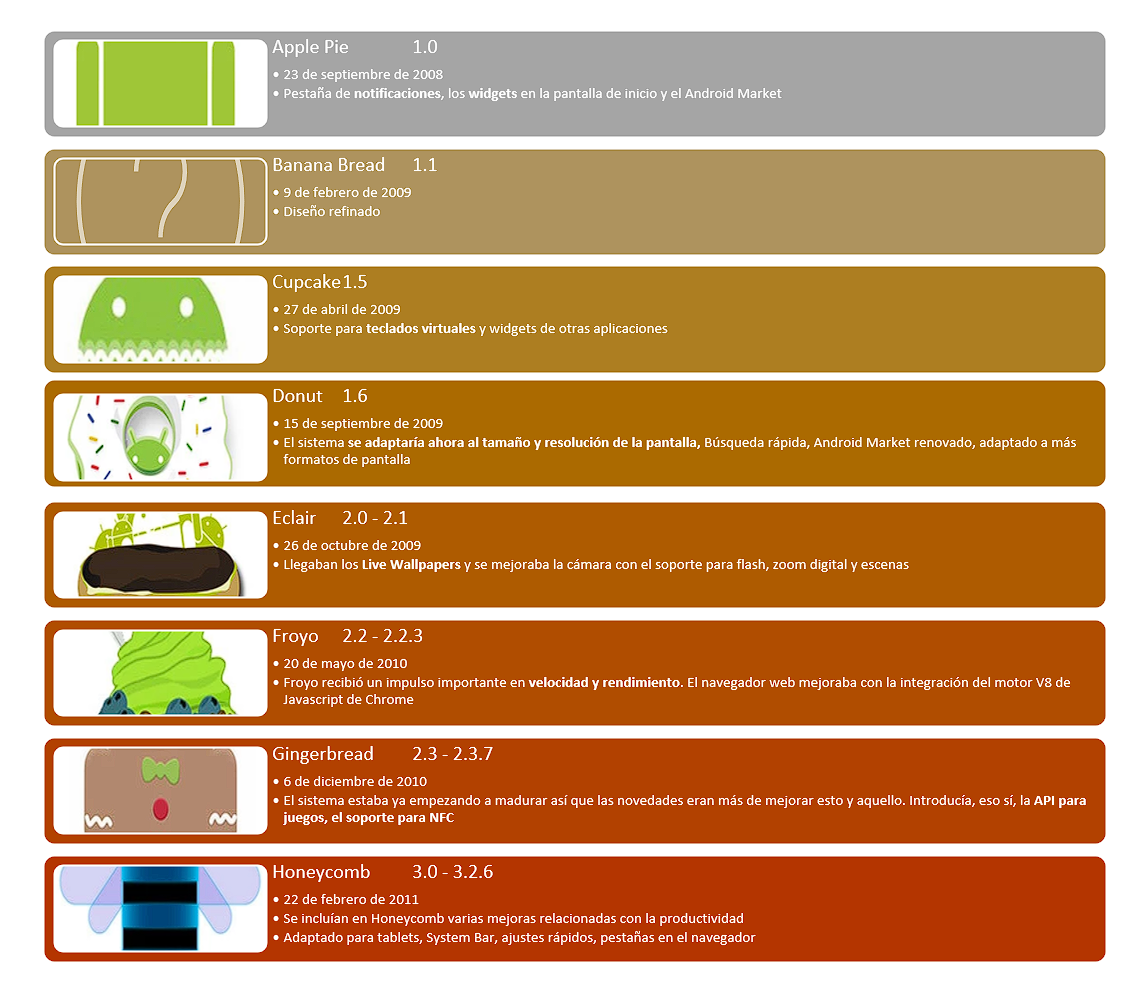 Apple Pie 1.0
• 23 de septiembre de 2008
• Pestaña de notificaciones, los widgets en la pantalla de inicio y el Android Market
Banana Bread 1.1
• 9 de febrero de 2009
• Diseño refinado
Cupcake 1.5
• 27 de abril de 2009
• Soporte para teclados virtuales y widgets de otras aplicaciones
Donut 1.6
• 15 de septiembre de 2009
• El sistema se adaptaría ahora al tamaño y resolución de la pantalla, Búsqueda rápida, Android Market renovado, adaptado a más
formatos de pantalla
Eclair 2.0 - 2.1
• 26 de octubre de 2009
• Llegaban los Live Wallpapers y se mejoraba la cámara con el soporte para flash, zoom digital y escenas
Froyo 2.2 - 2.2.3
• 20 de mayo de 2010
• Froyo recibió un impulso importante en velocidad y rendimiento. El navegador web mejoraba con la integración del motor V8 de
Javascript de Chrome
Gingerbread 2.3 - 2.3.7
• 6 de diciembre de 2010
• El sistema estaba ya empezando a madurar así que las novedades eran más de mejorar esto y aquello. Introducía, eso sí, la API para
juegos, el soporte para NFC
Honeycomb 3.0 - 3.2.6
• 22 de febrero de 2011
• Se incluían en Honeycomb varias mejoras relacionadas con la productividad
• Adaptado para tablets, System Bar, ajustes rápidos, pestañas en el navegador